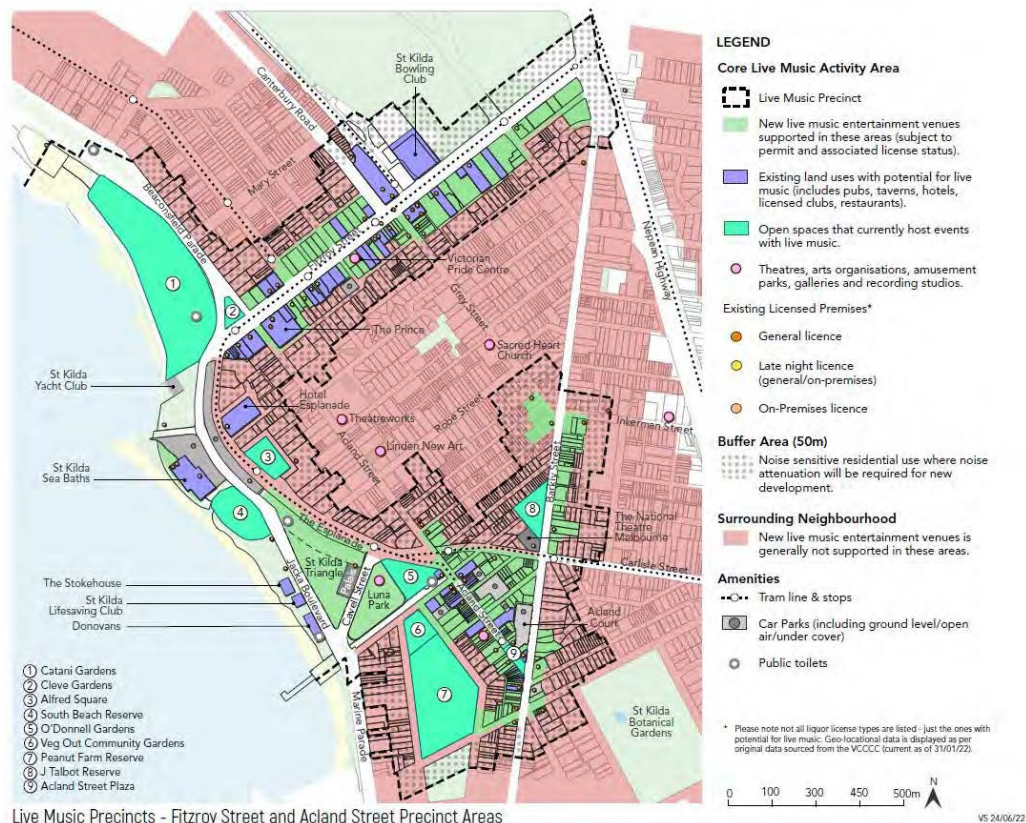 St Kilda
Bowling
Club
Canterbury Road
Mary Street
Beaconsfield Parade
Fitzroy Street
Nepean Highway
Victorian
Pride Centre
Grey Street
The Prince
Sacred Heart
Church
St Kilda
Yacht Club
Hotel
Esplanade
Theatreworks
Robe Street
Inkerman Street
Linden New Art
Acland Street
Barkly Street
St Kilda
Sea Baths
The National
Theatre
Melbourne
The Esplanade
St Kilda
Triangle
Carlisle Street
The Stokehouse
St Kilda
Lifesaving Club
Donovans
Jacka Boulevard
Cavell Street
Luna
Park
Acland Street
Acland
Court
Marine Parade
St Kilda
Botanical
Gardens
1 Catani Gardens
2 Cleve Gardens
3 Alfred Square
4 South Beach Reserve
5 O'Donnell Gardens
6 Veg Out Community Gardens
7 Peanut Farm Reserve
8 J Talbot Reserve
9 Acland Street Plaza
1
2
3
4
5
6
7
8
9
LEGEND
Core Live Music Activity Area
Live Music Precinct
New live music entertainment venues
supported in these areas (subject to
permit and associated license status).
Existing land uses with potential for live
music (includes pubs, taverns, hotels,
licensed clubs, restaurants).
Open spaces that currently host events
with live music.
Theatres, arts organisations, amusement
parks, galleries and recording studios.
Existing Licensed Premises*
General licence
Late night licence
(general/on-premises)
On-Premises licence
Buffer Area (50m)
Noise sensitive residential use where noise
attenuation will be required for new
development.
Surrounding Neighbourhood
New live music entertainment venues is
generally not supported in these areas.
Amenities
Tram line & stops
Car Parks (including ground level/open
air/under cover)
Public toilets
* Please note not all liquor license types are listed - just the ones with
potential for live music. Geo-locational data is displayed as per
original data sourced from the VCCCC (current as of 31/01/22).
0 100 300 450 500m
N
Live Music Precincts - Fitzroy Street and Acland Street Precinct Areas
V5 24/06/22